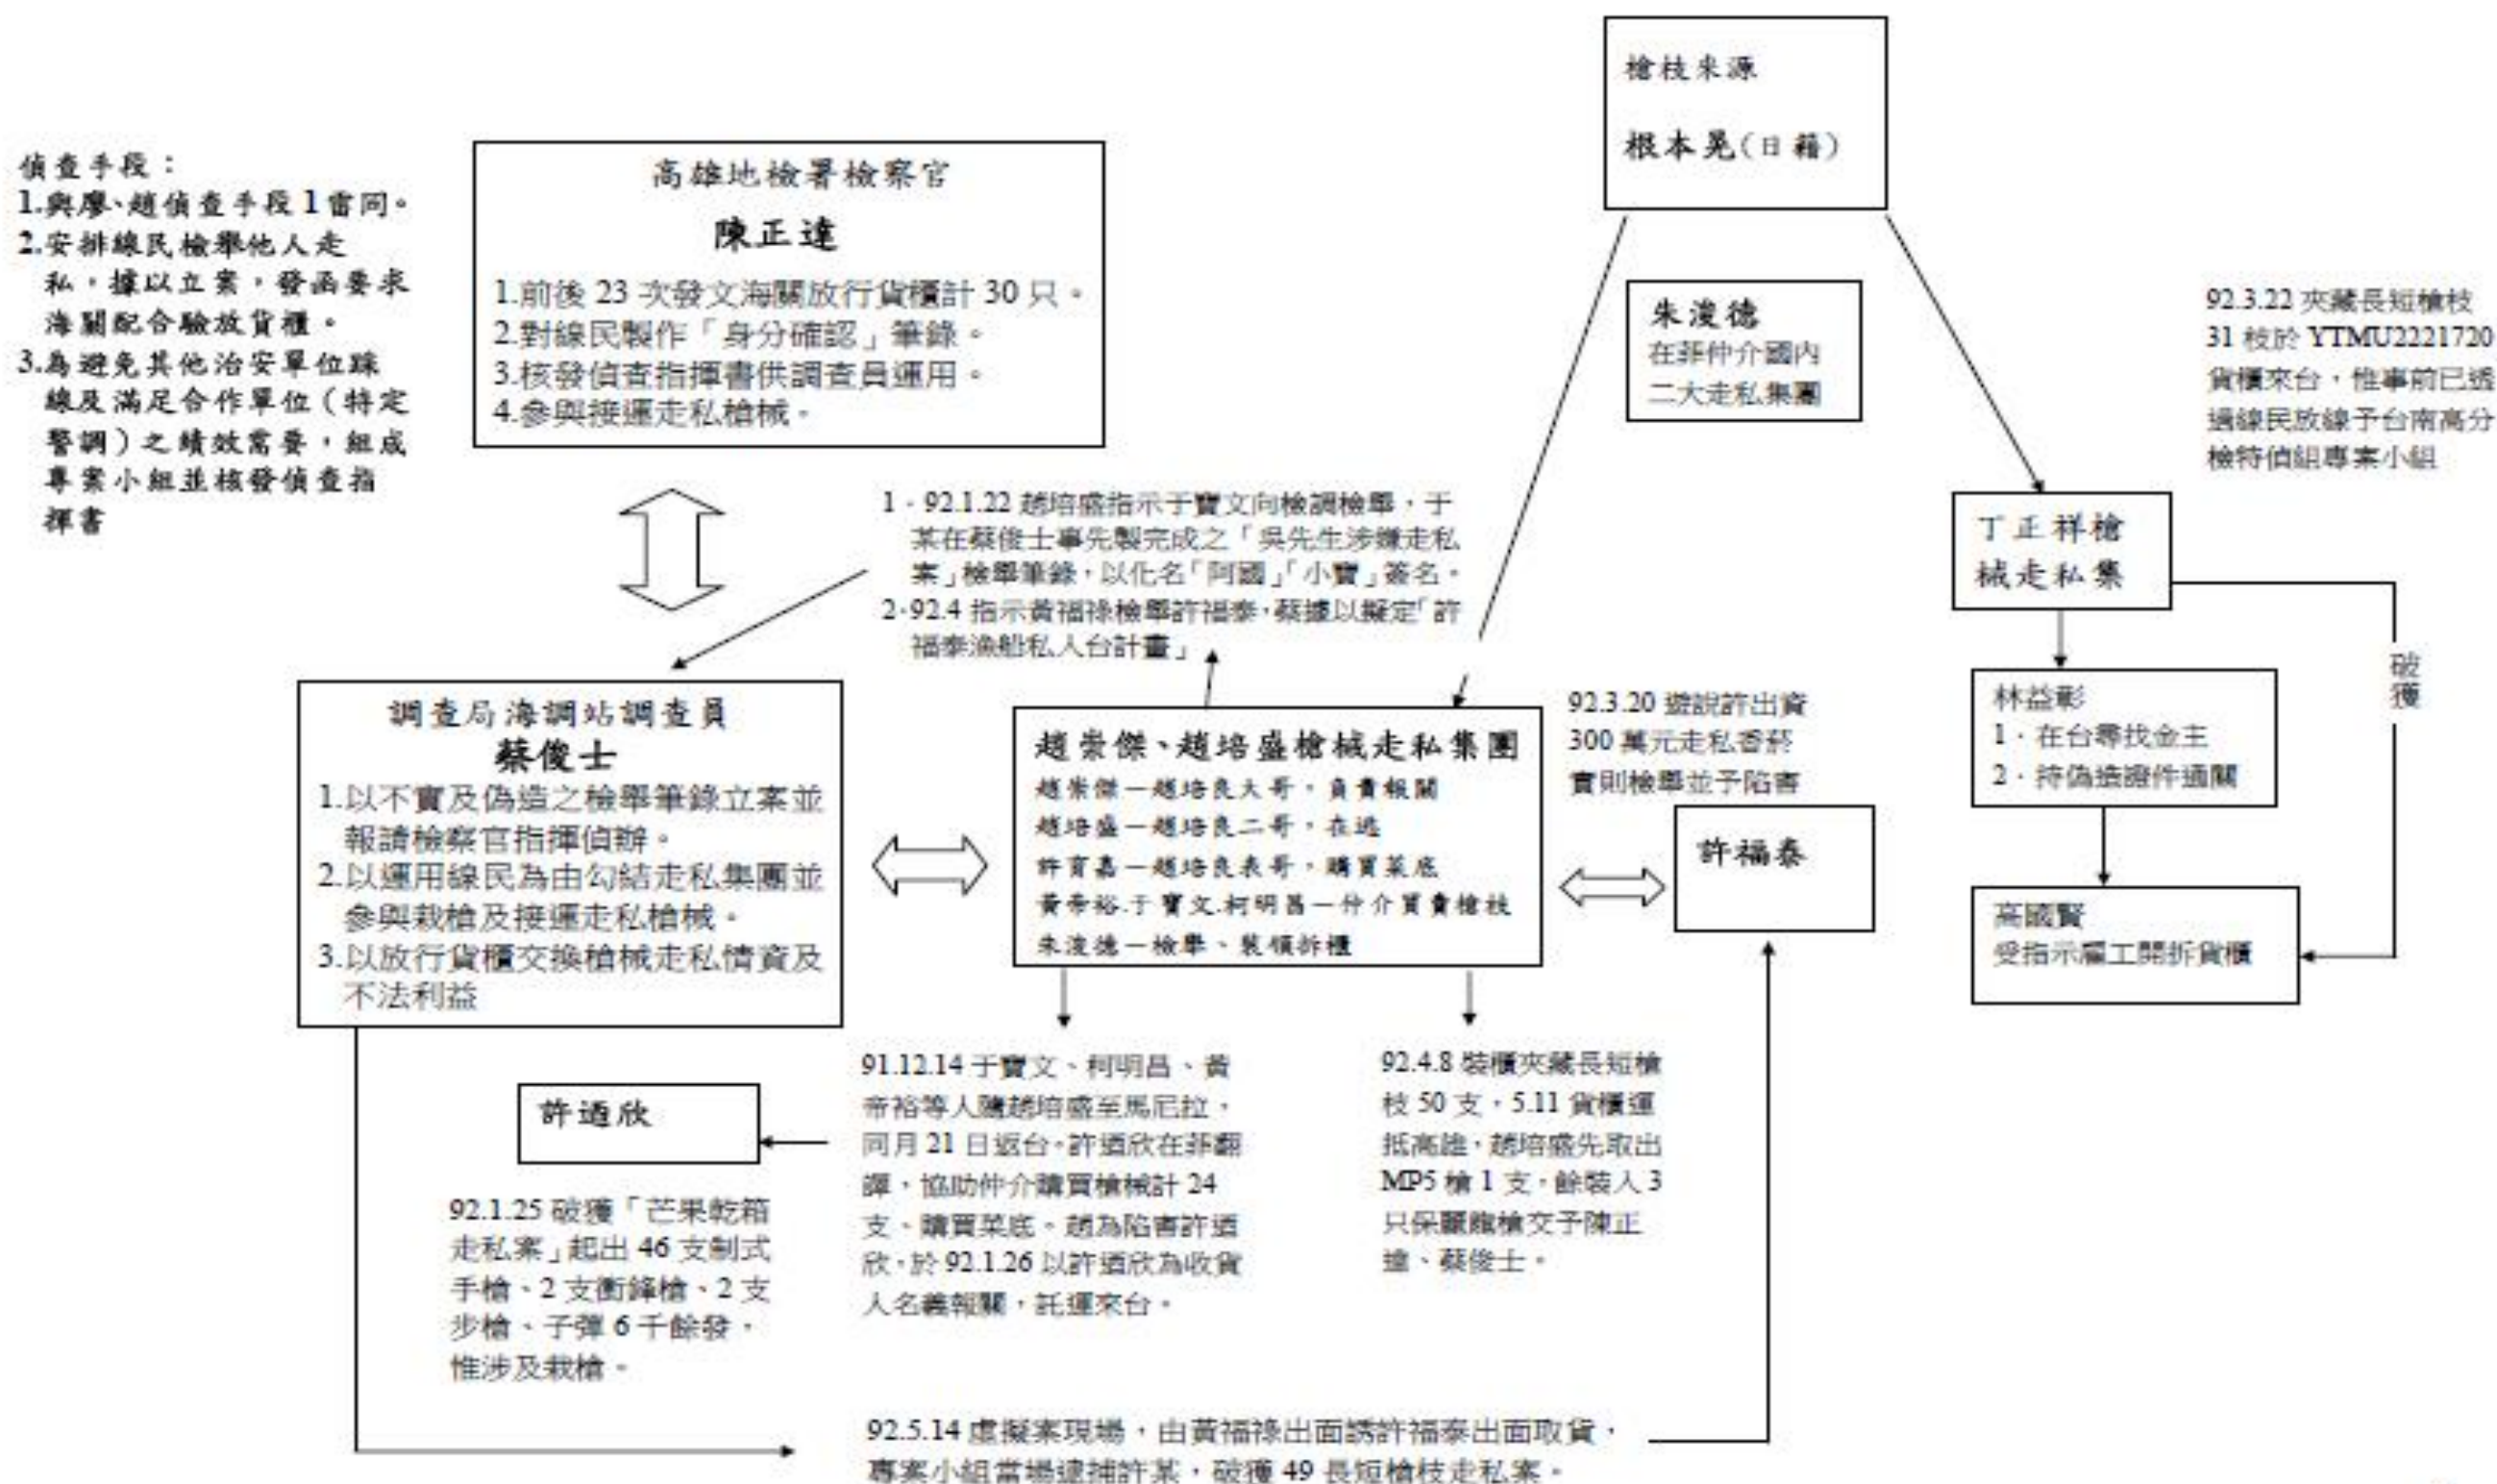 槍枝來源
根本晃(日籍)
偵查手段：
1.與廖、趙偵查手段1雷同。
2.安排線民檢舉他人走
私，據以立案，發函要求
海關配合驗放貨櫃。
3.為避免其他治安單位踩
線及滿足合作單位(特定
警調)之績效需要，組成
專案小組並核發偵查指
揮書
高雄地檢署檢察官
陳正達
1.前後 23 次發文海關放行貨櫃計 30 只。
2.對線民製作「身分確認」筆錄。
3.核發偵查指揮書供調查員運用。
4.參與接運走私槍械。
朱浚德
在菲仲介國內
二大走私集團
92.3.22 夾藏長短槍枝
31 枝於 YTMU2221720
貨櫃來台，惟事前已透
過線民放線予台南高分
檢特偵組專案小組
1．92.1.22 趙培盛指示于寶文向檢調檢舉，于
某在蔡俊士事先製完成之「吳先生涉嫌走私
案」檢舉筆錄，以化名「阿國」「小寶」簽名。
2．92.4 指示黃福祿檢舉許福泰，蔡據以擬定「許
福泰漁船私人台計畫」
丁正祥槍
械走私集
破
獲
林益彰
1．在台尋找金主
2．持偽造證件通關
高國賢
受指示雇工開拆貨櫃
調查局海調站調查員
蔡俊士
1.以不實及偽造之檢舉筆錄立案並
報請檢察官指揮偵辦。
2.以運用線民為由勾結走私集團並
參與栽槍及接運走私槍械。
3.以放行貨櫃交換槍械走私情資及
不法利益
趙崇傑、趙培盛槍械走私集團
趙崇傑－趙培良大哥，負責報關
趙培盛－趙培良二哥，在逃
許育嘉－趙培良表哥，購買菜底
黃帝裕.于寶文.柯明昌－仲介買賣槍枝
朱浚德－檢舉、裝櫃拆櫃
92.3.20 遊說許出資
300 萬元走私香菸
實則檢舉並予陷害
許福泰
許迺欣
91.12.14 于寶文、柯明昌、黃
帝裕等人隨趙培盛至馬尼拉，
同月 21 日返台。許迺欣在菲翻
譯，協助仲介購買槍械計 24
支、購買菜底。趙為陷害許迺
欣，於 92.1.26 以許迺欣為收貨
人名義報關，託運來台。
92.4.8 裝櫃夾藏長短槍
枝 50 支，5.11 貨櫃運
抵高雄，趙培盛先取出
MP5 槍 1 支，餘裝入 3
只保麗龍槍交予陳正
達、蔡俊士。
92.1.25 破獲「芒果乾箱
走私案」起出 46 支制式
手槍、2 支衝鋒槍、2 支
步槍、子彈 6 千餘發，
惟涉及栽槍。
92.5.14 虛擬案現場，由黃福祿出面誘許福泰出面取貨，
專案小組當場逮捕許某，破獲 49 長短槍枝走私案。